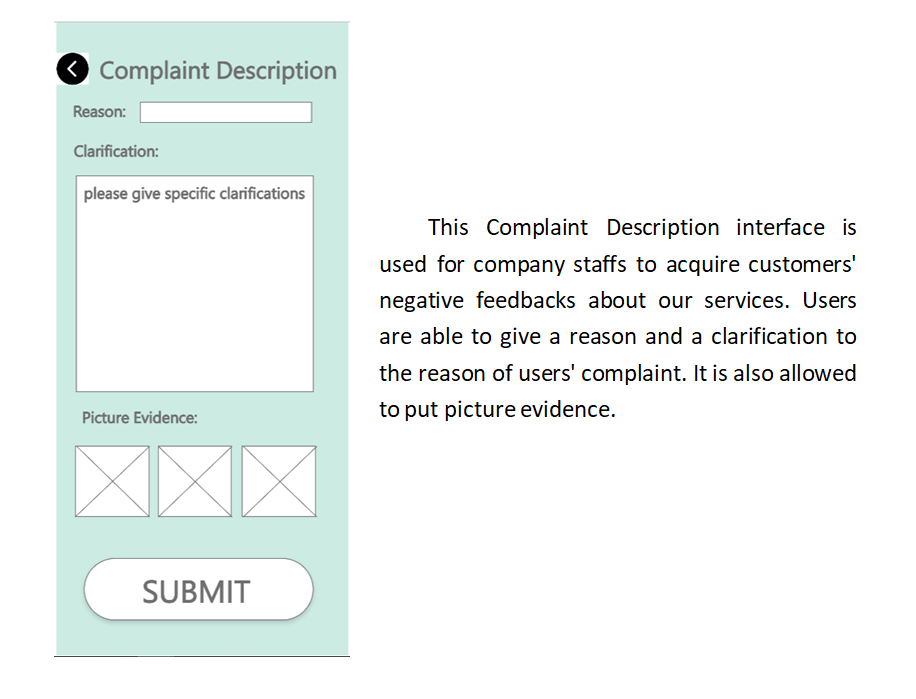 Complaint Description
Reason:
Clarification:
please give specific clarifications
Picture Evidence:
SUBMIT
This Complaint Description interface is
used for company staffs to acquire customers'
negative feedbacks about our services. Users
are able to give a reason and a clarification to
the reason of users' complaint. It is also allowed
to put picture evidence.